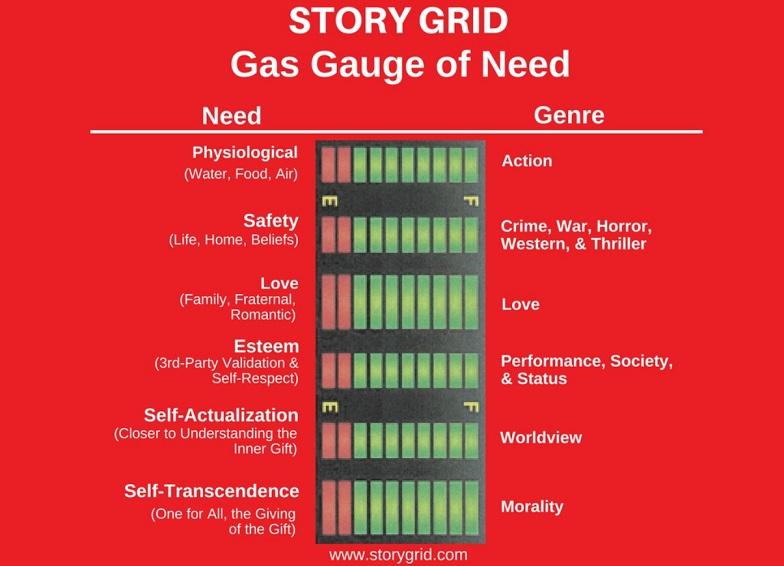 STORY GRID
Gas Gauge of Need
Need Genre
Physiological
(Water, Food, Air)
Action
E F
Safety
(Life, Home, Beliefs)
Crime, War, Horror,
Western, & Thriller
Love
(Family, Fraternal,
Romantic)
Love
Esteem
(3rd-Party Validation &
Self-Respect)
Performance, Society,
& Status
E F
Self-Actualization
(Closer to Understanding the
Inner Gift)
Worldview
Self-Transcendence
(One for All, the Giving
of the Gift)
Morality
www.storygrid.com